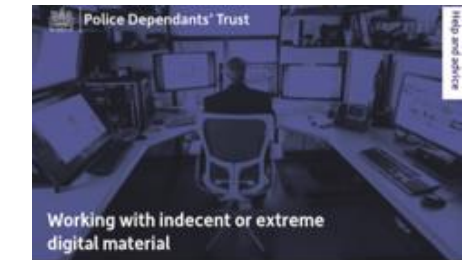 Police Dependants' Trust
Help and advice
Working with indecent or extreme
digital material